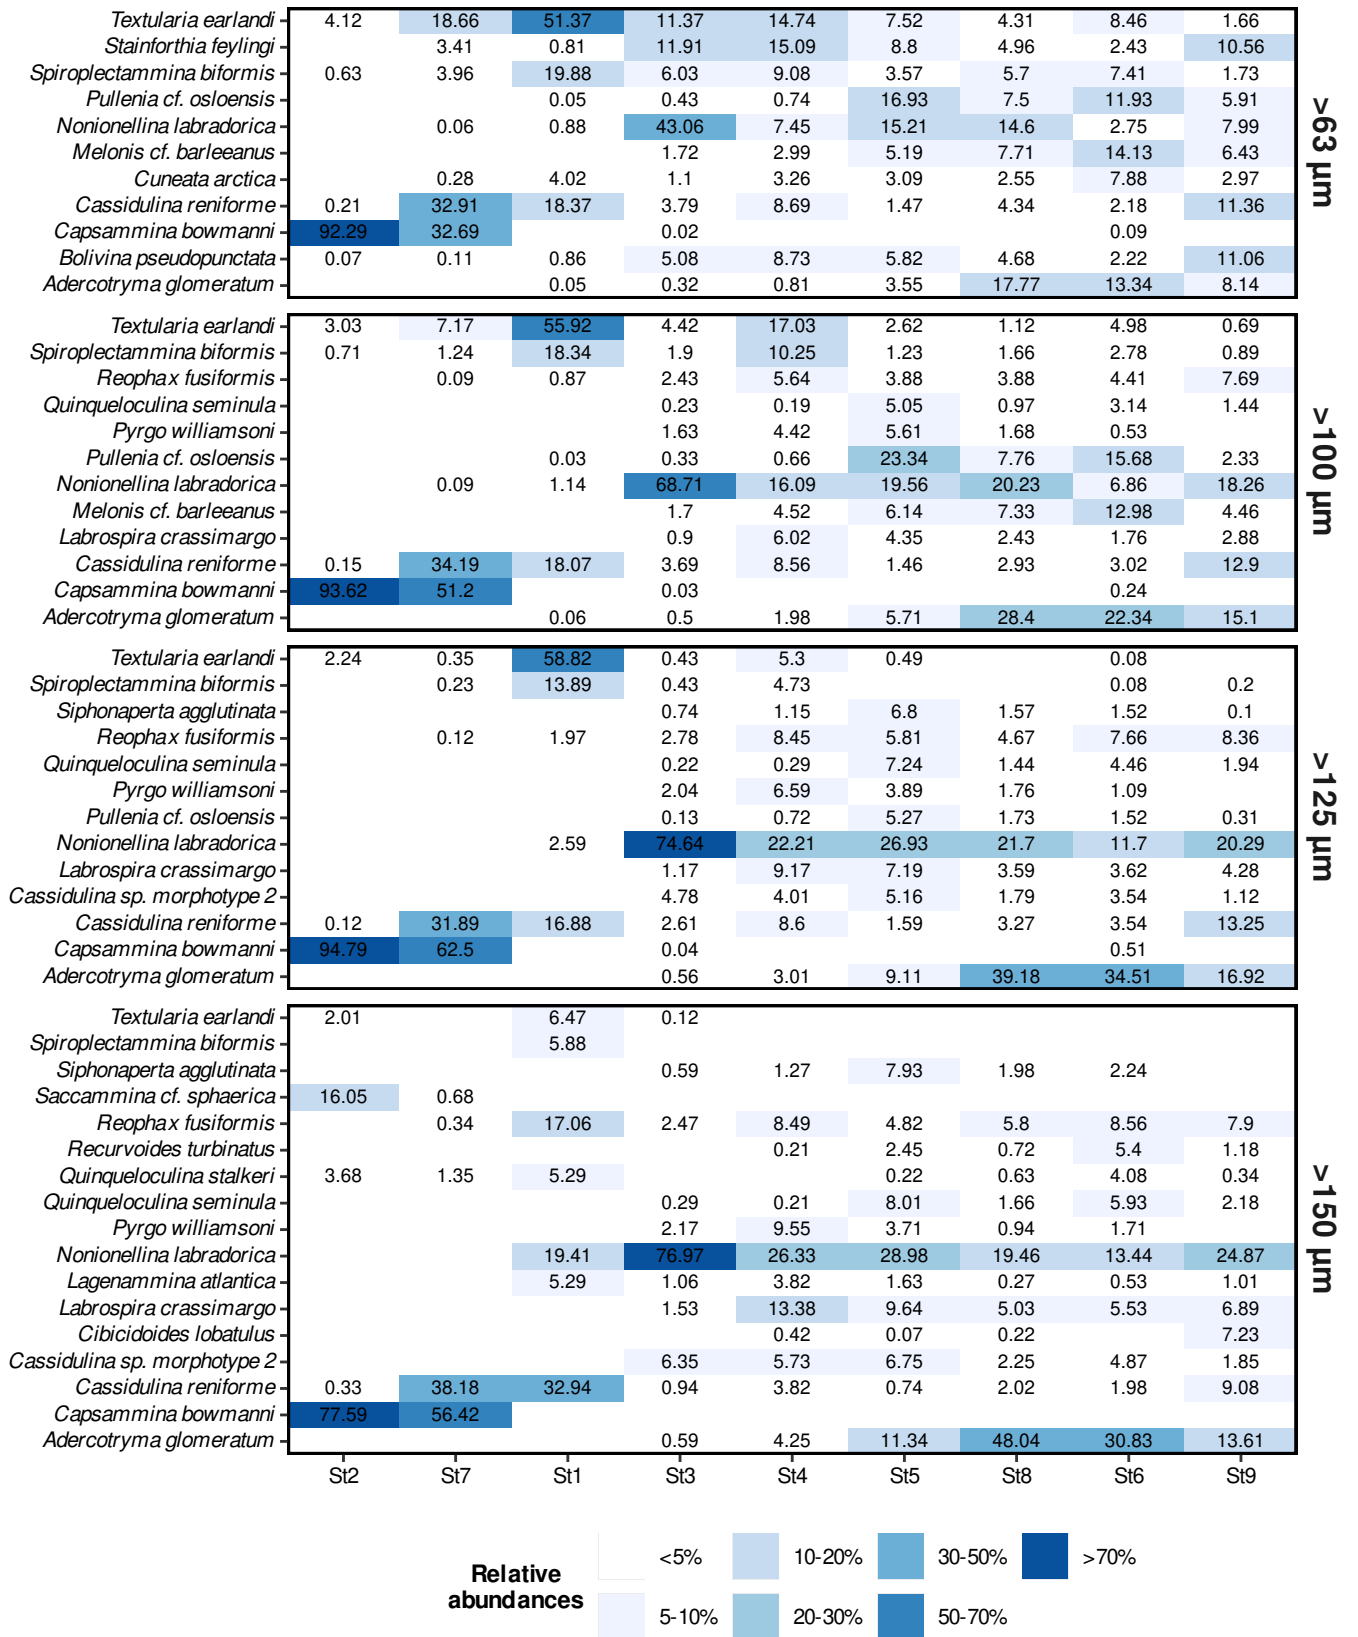 Textularia earlandi 4.12 18.66 51.37 11.37 14.74 7.52 4.31 8.46 1.66
Stainforthia feylingi 3.41 0.81 11.91 15.09 8.8 4.96 2.43 10.56
Spiroplectammina biformis 0.63 3.96 19.88 6.03 9.08 3.57 5.7 7.41 1.73
Pullenia cf. osloensis 0.05 0.43 0.74 16.93 7.5 11.93 5.91
Nonionellina labradorica 0.06 0.88 43.06 7.45 15.21 14.6 2.75 7.99
Melonis cf. barleeanus 1.72 2.99 5.19 7.71 14.13 6.43
Cuneata arctica 0.28 4.02 1.1 3.26 3.09 2.55 7.88 2.97
Cassidulina reniforme 0.21 32.91 18.37 3.79 8.69 1.47 4.34 2.18 11.36
Capsammina bowmanni 92.29 32.69 0.02 0.09
Bolivina pseudopunctata 0.07 0.11 0.86 5.08 8.73 5.82 4.68 2.22 11.06
Adercotryma glomeratum 0.05 0.32 0.81 3.55 17.77 13.34 8.14
>63 µm
Textularia earlandi 3.03 7.17 55.92 4.42 17.03 2.62 1.12 4.98 0.69
Spiroplectammina biformis 0.71 1.24 18.34 1.9 10.25 1.23 1.66 2.78 0.89
Reophax fusiformis 0.09 0.87 2.43 5.64 3.88 3.88 4.41 7.69
Quinqueloculina seminula 0.23 0.19 5.05 0.97 3.14 1.44
Pyrgo williamsoni 1.63 4.42 5.61 1.68 0.53
Pullenia cf. osloensis 0.03 0.33 0.66 23.34 7.76 15.68 2.33
Nonionellina labradorica 0.09 1.14 68.71 16.09 19.56 20.23 6.86 18.26
Melonis cf. barleeanus 1.7 4.52 6.14 7.33 12.98 4.46
Labrospira crassimargo 0.9 6.02 4.35 2.43 1.76 2.88
Cassidulina reniforme 0.15 34.19 18.07 3.69 8.56 1.46 2.93 3.02 12.9
Capsammina bowmanni 93.62 51.2 0.03 0.24
Adercotryma glomeratum 0.06 0.5 1.98 5.71 28.4 22.34 15.1
>100 µm
Textularia earlandi 2.24 0.35 58.82 0.43 5.3 0.49 0.08
Spiroplectammina biformis 0.23 13.89 0.43 4.73 0.08 0.2
Siphonaperta agglutinata 0.74 1.15 6.8 1.57 1.52 0.1
Reophax fusiformis 0.12 1.97 2.78 8.45 5.81 4.67 7.66 8.36
Quinqueloculina seminula 0.22 0.29 7.24 1.44 4.46 1.94
Pyrgo williamsoni 2.04 6.59 3.89 1.76 1.09
Pullenia cf. osloensis 0.13 0.72 5.27 1.73 1.52 0.31
Nonionellina labradorica 2.59 74.64 22.21 26.93 21.7 11.7 20.29
Labrospira crassimargo 1.17 9.17 7.19 3.59 3.62 4.28
Cassidulina sp. morphotype 2 4.78 4.01 5.16 1.79 3.54 1.12
Cassidulina reniforme 0.12 31.89 16.88 2.61 8.6 1.59 3.27 3.54 13.25
Capsammina bowmanni 94.79 62.5 0.04 0.51
Adercotryma glomeratum 0.56 3.01 9.11 39.18 34.51 16.92
>125 µm
Textularia earlandi 2.01 6.47 0.12
Spiroplectammina biformis 5.88
Siphonaperta agglutinata 0.59 1.27 7.93 1.98 2.24
Saccammina cf. sphaerica 16.05 0.68
Reophax fusiformis 0.34 17.06 2.47 8.49 4.82 5.8 8.56 7.9
Recurvoides turbinatus 0.21 2.45 0.72 5.4 1.18
Quinqueloculina stalkeri 3.68 1.35 5.29 0.22 0.63 4.08 0.34
Quinqueloculina seminula 0.29 0.21 8.01 1.66 5.93 2.18
Pyrgo williamsoni 2.17 9.55 3.71 0.94 1.71
Nonionellina labradorica 19.41 76.97 26.33 28.98 19.46 13.44 24.87
Lagenammina atlantica 5.29 1.06 3.82 1.63 0.27 0.53 1.01
Labrospira crassimargo 1.53 13.38 9.64 5.03 5.53 6.89
Cibicidoides lobatulus 0.42 0.07 0.22 7.23
Cassidulina sp. morphotype 2 6.35 5.73 6.75 2.25 4.87 1.85
Cassidulina reniforme 0.33 38.18 32.94 0.94 3.82 0.74 2.02 1.98 9.08
Capsammina bowmanni 77.59 56.42
Adercotryma glomeratum 0.59 4.25 11.34 48.04 30.83 13.61
>150 µm
St2 St7 St1 St3 St4 St5 St8 St6 St9
Relative
abundances
<5% 10-20% 30-50% >70%
5-10% 20-30% 50-70%